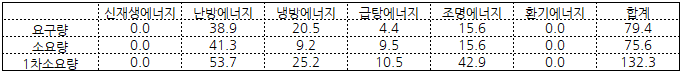 신재생에너지 난방에너지 냉방에너지 급탕에너지 조명에너지 환기에너지 합계
요구량 0.0 38.9 20.5 4.4 15.6 0.0 79.4
소요량 0.0 41.3 9.2 9.5 15.6 0.0 75.6
1차소요량 0.0 53.7 25.2 10.5 42.9 0.0 132.3